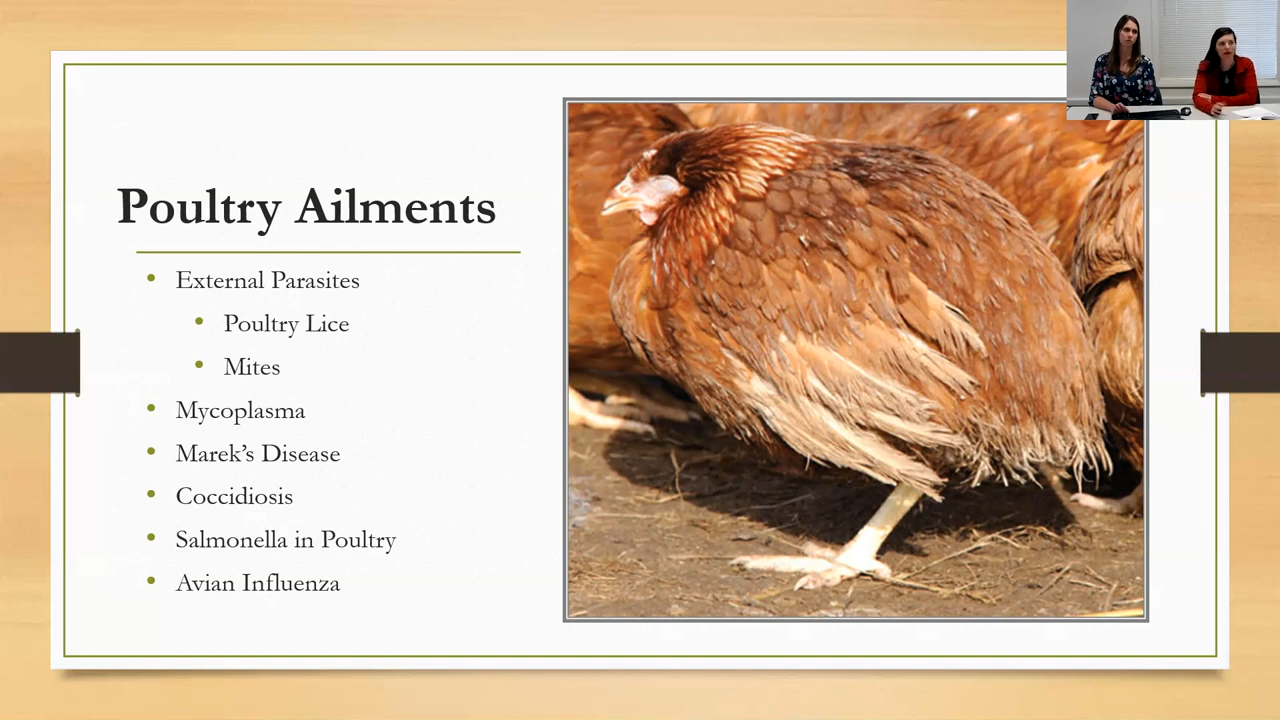 Poultry Ailments
External Parasites
Poultry Lice
Mites
Mycoplasma
Marek’s Disease
Coccidiosis
Salmonella in Poultry
Avian Influenza